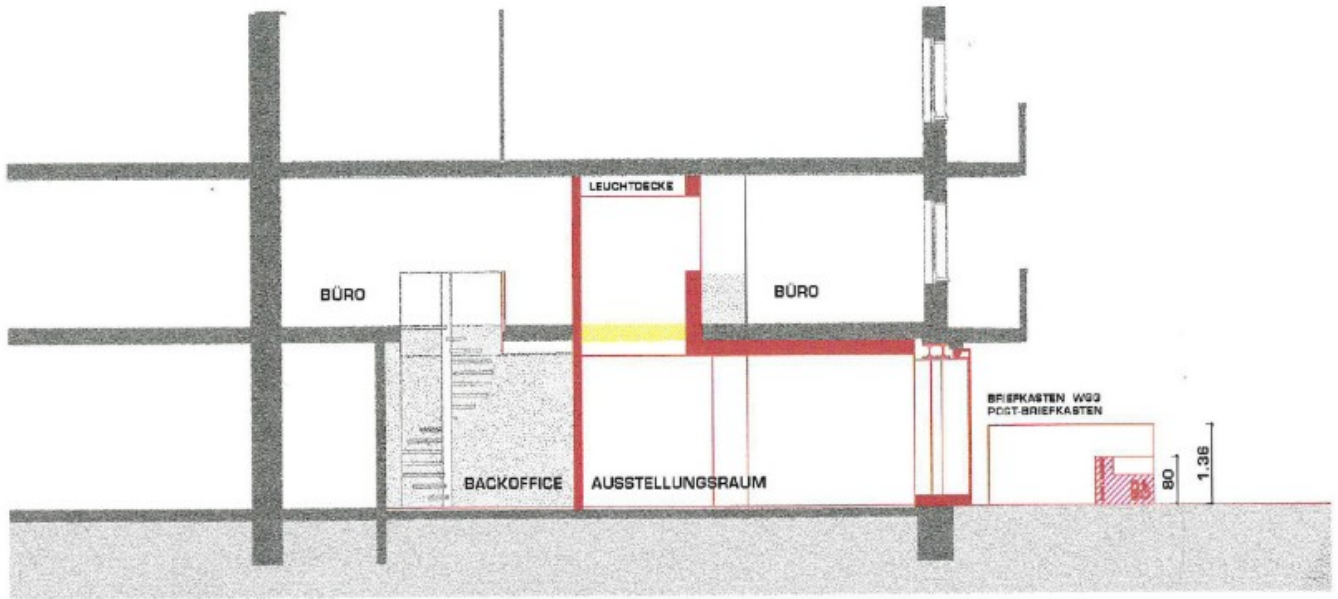 LEUCHTDECKE
BÜRO
BÜRO
BRIEFKASTEN WGG
POST-BRIEFKASTEN
BACKOFFICE
AUSSTELLUNGSRAUM
80
1.36